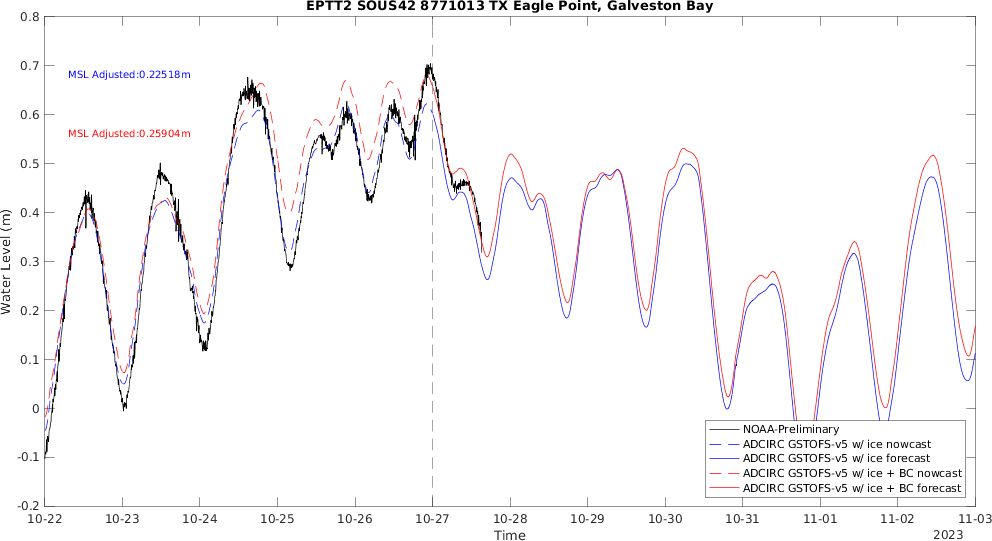 EPTT2 SOUS42 8771013 TX Eagle Point, Galveston Bay
0.8
0.7
0.6
0.5
0.4
0.3
0.2
0.1
0
-0.1
-0.2
Water Level (m)
MSL Adjusted:0.22518m
MSL Adjusted:0.25904m
NOAA-Preliminary
ADCIRC GSTOFS-v5 w/ ice nowcast
ADCIRC GSTOFS-v5 w/ ice forecast
ADCIRC GSTOFS-v5 w/ ice + BC nowcast
ADCIRC GSTOFS-v5 w/ ice + BC forecast
10-22 10-23 10-24 10-25 10-26 10-27 10-28 10-29 10-30 10-31 11-01 11-02 11-03
Time
2023